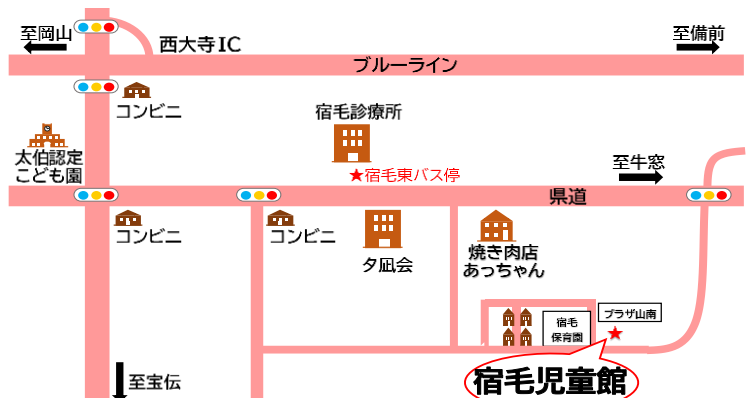 至岡山
西大寺IC
至備前
ブルーライン
コンビニ
宿毛診療所
太伯認定
こども園
★宿毛東バス停
至牛窓
県道
コンビニ
コンビニ
夕凪会
焼き肉店
あっちゃん
宿毛
保育園
プラザ山南
★
至宝伝
宿毛児童館